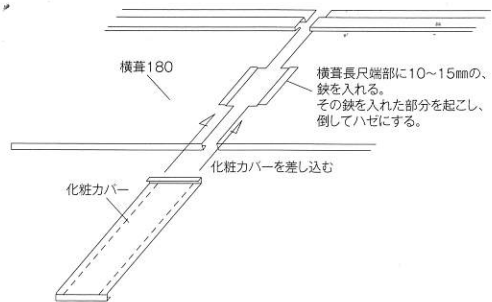 横葺180
横葺長尺端部に10〜15㎜の、
鋏を入れる。
その鋏を入れた部分を起こし、
倒してハゼにする。
化粧カバーを差し込む
化粧カバー